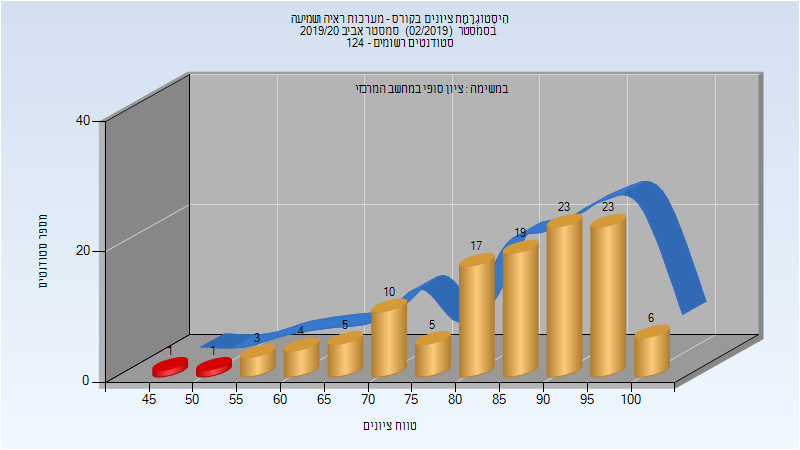 היסטוגרמת ציונים בקורס - מערכות ראיה ושמיעה
בסמסטר (02/2019) סמסטר אביב 2019/20
סטודנטים רשומים - 124
במשימה : ציון סופי במחשב המרכזי
40
20
0
מספר סטודנטים
1
1
3
4
5
10
5
17
19
23
23
6
45 50 55 60 65 70 75 80 85 90 95 100
טווח ציונים